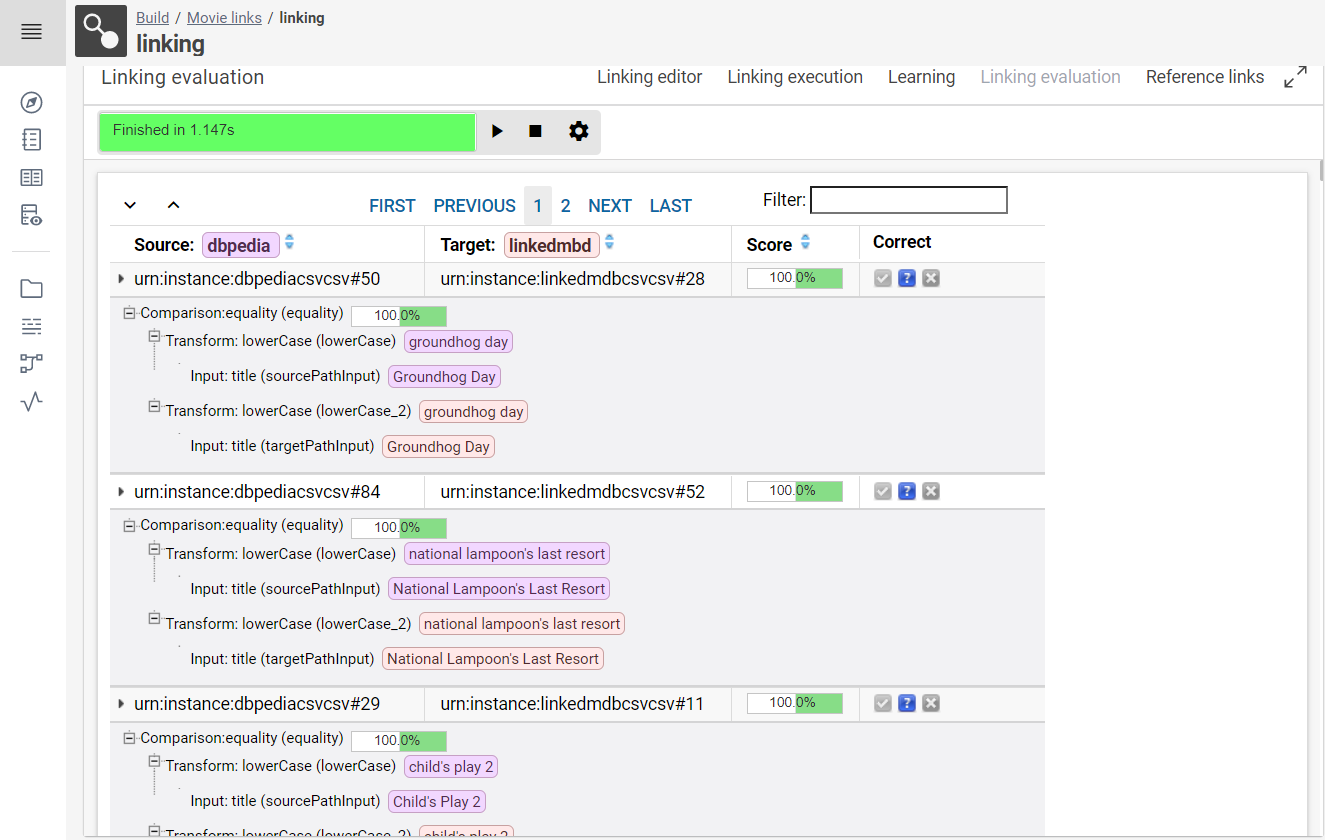 Build / Movie links / linking
linking
Linking evaluation Linking editor Linking execution Learning Linking evaluation Reference links
Finished in 1.147s
FIRST PREVIOUS 1 2 NEXT LAST Filter:
Source: dbpedia Target: linkedmbd Score Correct
urn:instance:dbpediacsvcsv#50 urn:instance:linkedmdbcsvcsv#28 100.0%
Comparison:equality (equality) 100.0%
Transform: lowerCase (lowerCase) groundhog day
Input: title (sourcePathInput) Groundhog Day
Transform: lowerCase (lowerCase_2) groundhog day
Input: title (targetPathInput) Groundhog Day
urn:instance:dbpediacsvcsv#84 urn:instance:linkedmdbcsvcsv#52 100.0%
Comparison:equality (equality) 100.0%
Transform: lowerCase (lowerCase) national lampoon's last resort
Input: title (sourcePathInput) National Lampoon's Last Resort
Transform: lowerCase (lowerCase_2) national lampoon's last resort
Input: title (targetPathInput) National Lampoon's Last Resort
urn:instance:dbpediacsvcsv#29 urn:instance:linkedmdbcsvcsv#11 100.0%
Comparison:equality (equality) 100.0%
Transform: lowerCase (lowerCase) child's play 2
Input: title (sourcePathInput) Child's Play 2
Transform: lowerCase (lowerCase_2) child's play 2